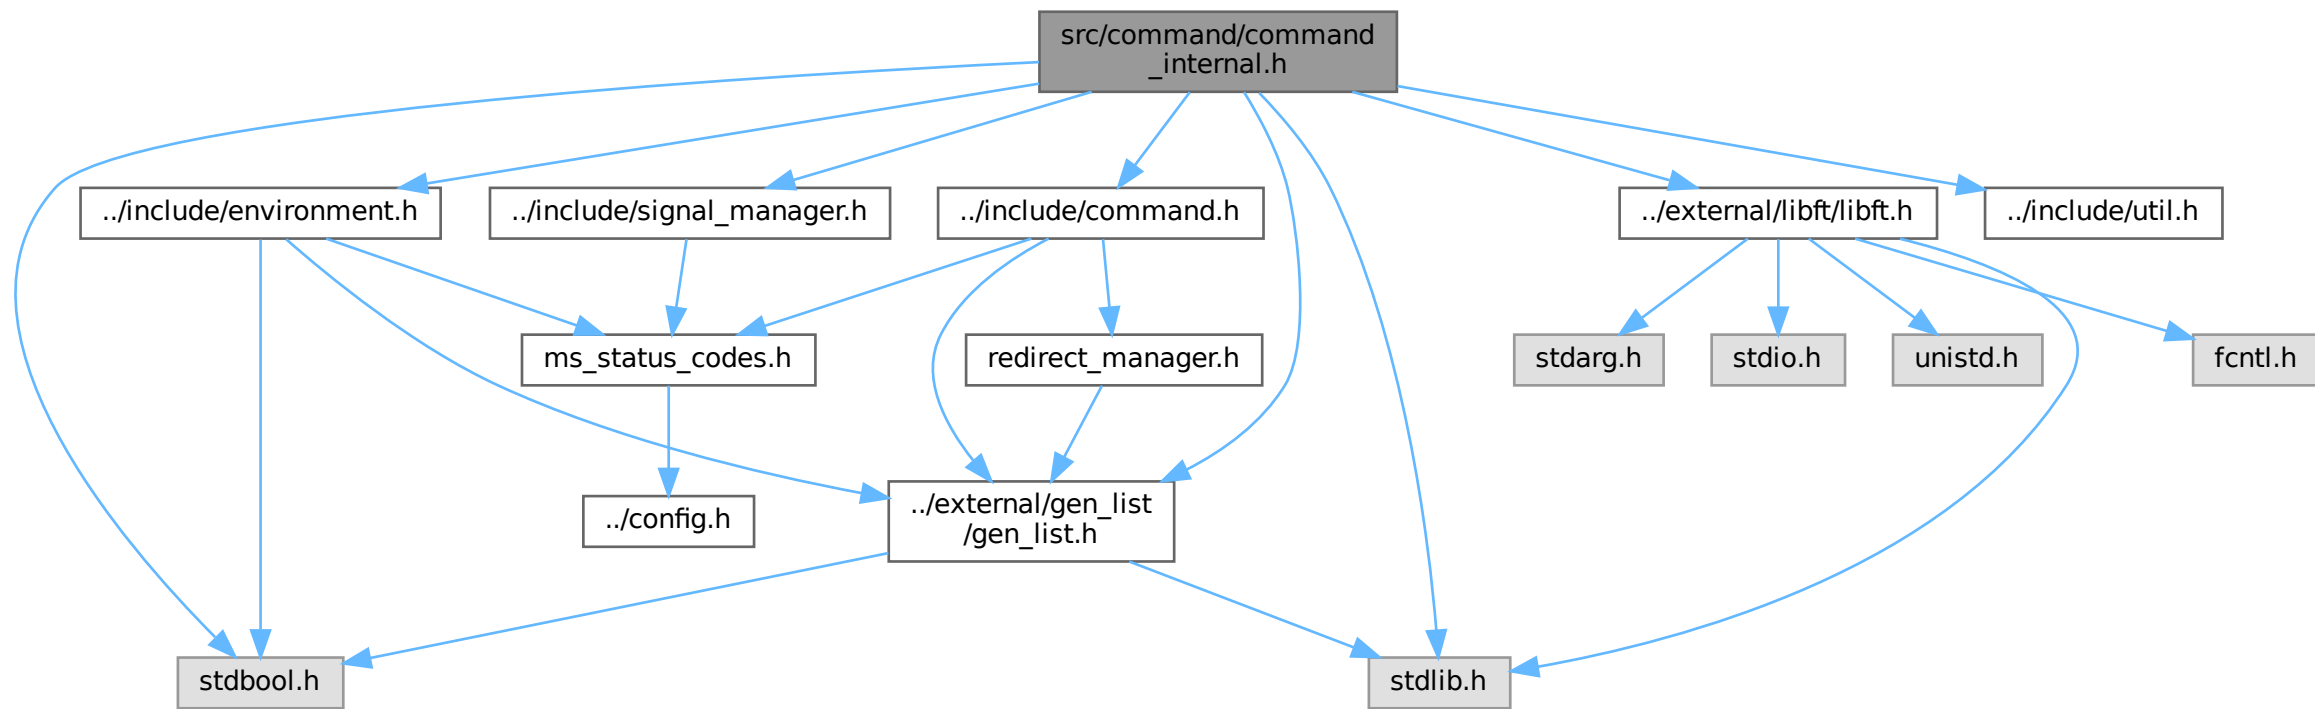 src/command/command
_internal.h
../include/environment.h
../include/signal_manager.h
../include/command.h
../external/libft/libft.h
../include/util.h
ms_status_codes.h
redirect_manager.h
stdarg.h
stdio.h
unistd.h
fcntl.h
../external/gen_list
/gen_list.h
../config.h
stdbool.h
stdlib.h